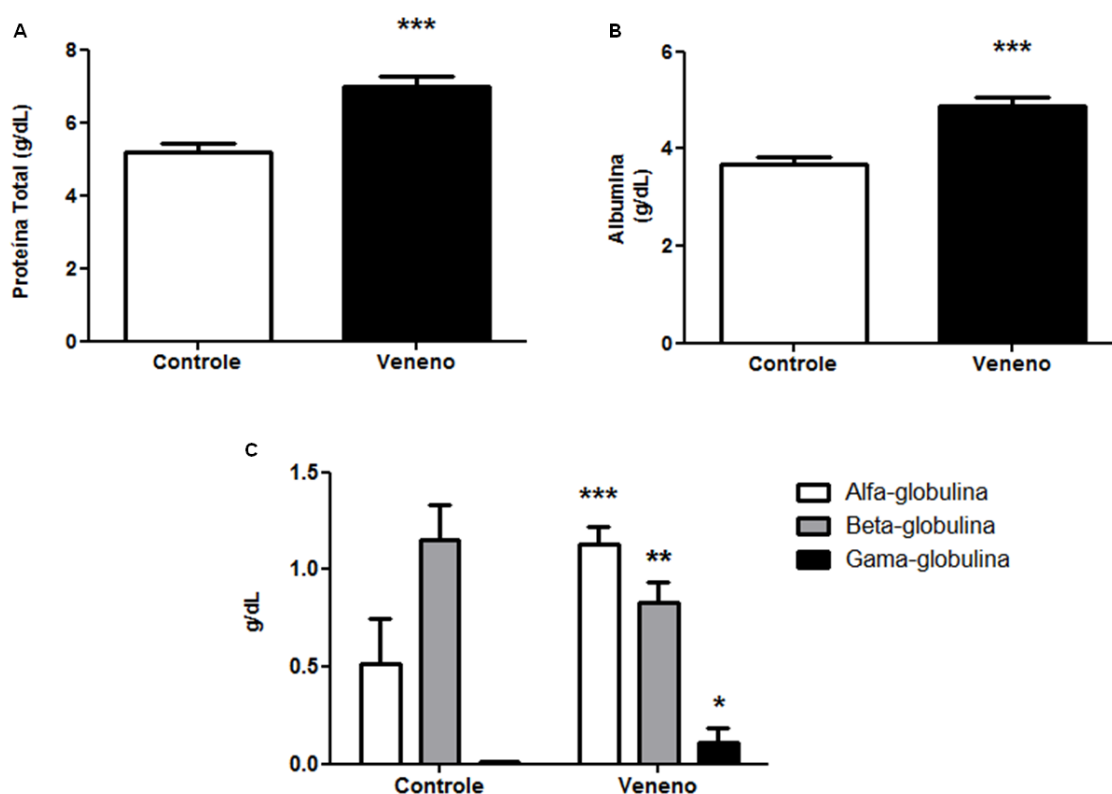 A
***
Proteína Total (g/dL)
8
6
4
2
0
Controle
Veneno
B
***
Albumina
(g/dL)
6
4
2
0
Controle
Veneno
C
g/dL
1.5
1.0
0.5
0.0
***
**
*
Controle
Veneno
Alfa-globulina
Beta-globulina
Gama-globulina